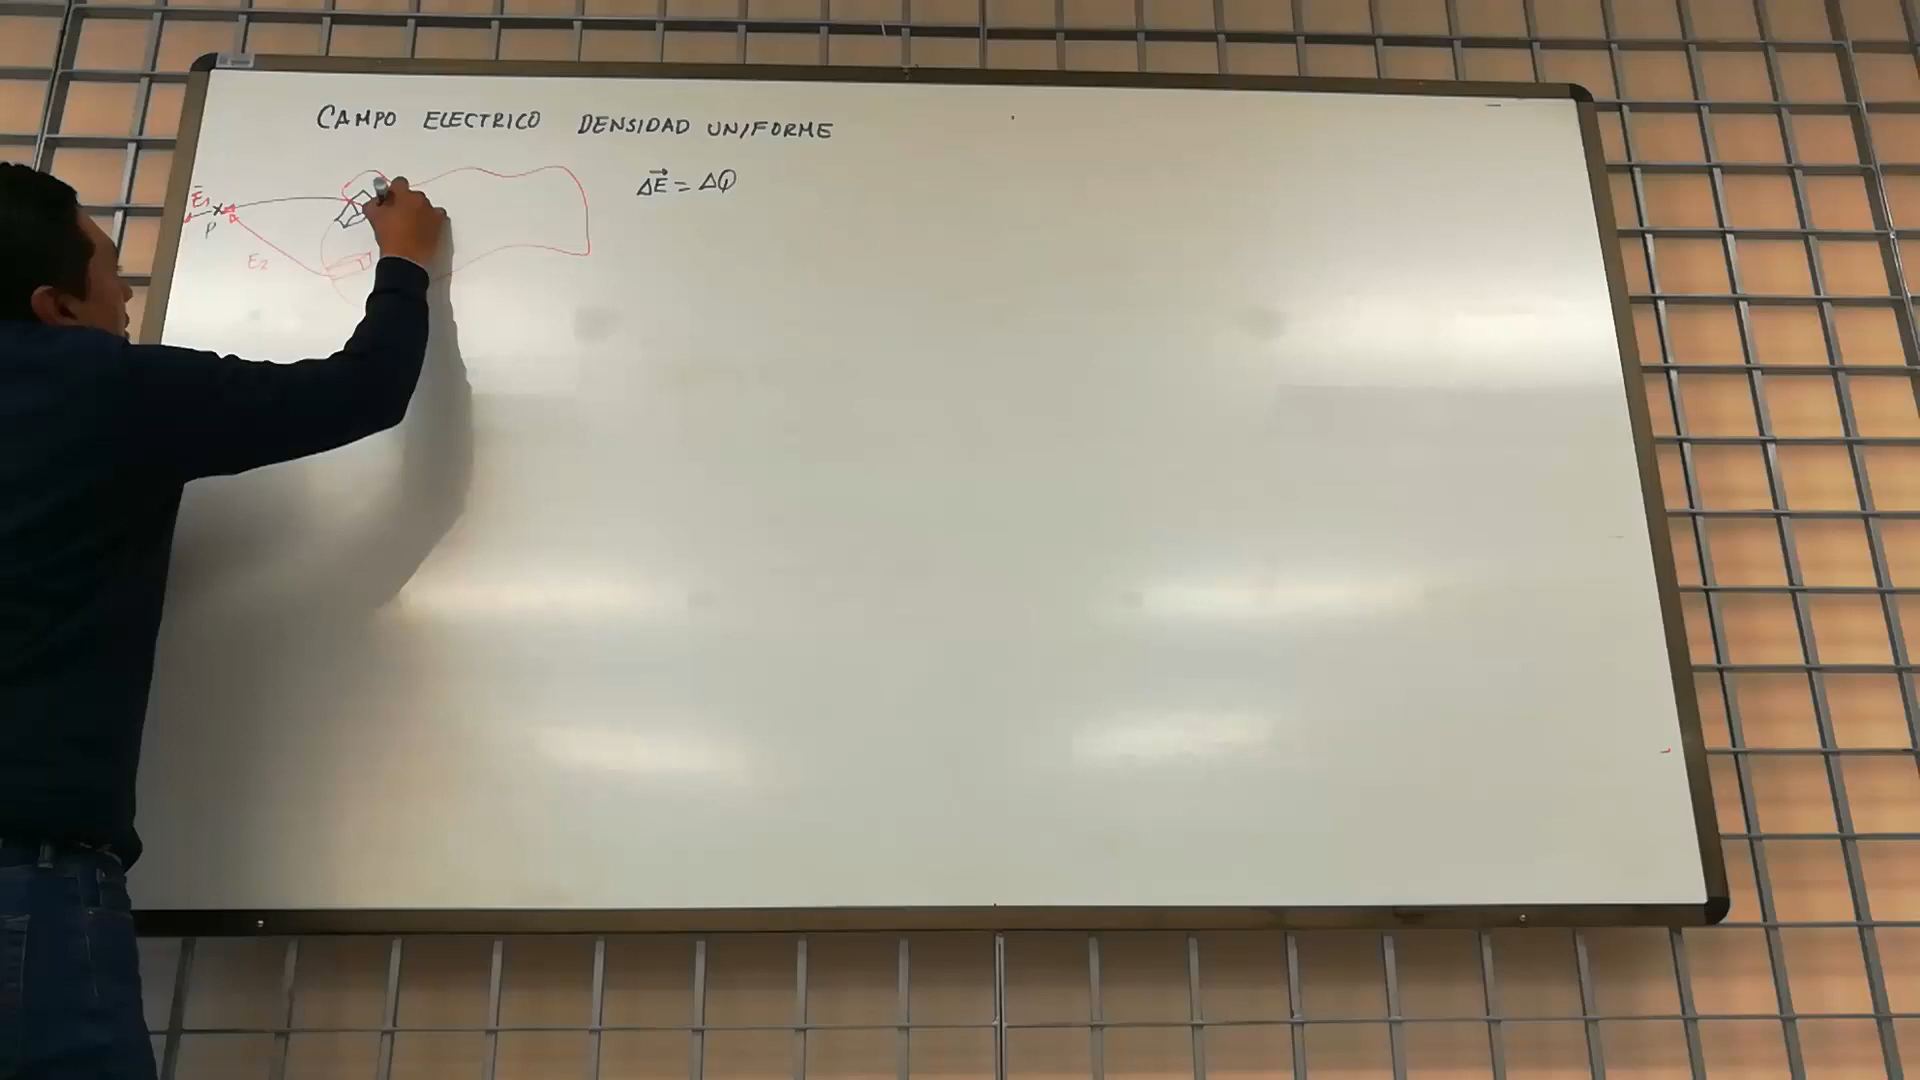 CAMPO ELECTRICO DENSIDAD UNIFORME
ΔE⃗ = ΔQ
E₁
P
E₂